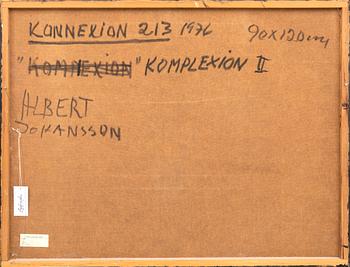 KONNEXION 213 1976 90X120cm
"KOMPLEXION" KOMPLEXION II
ALBERT
JOHANSSON